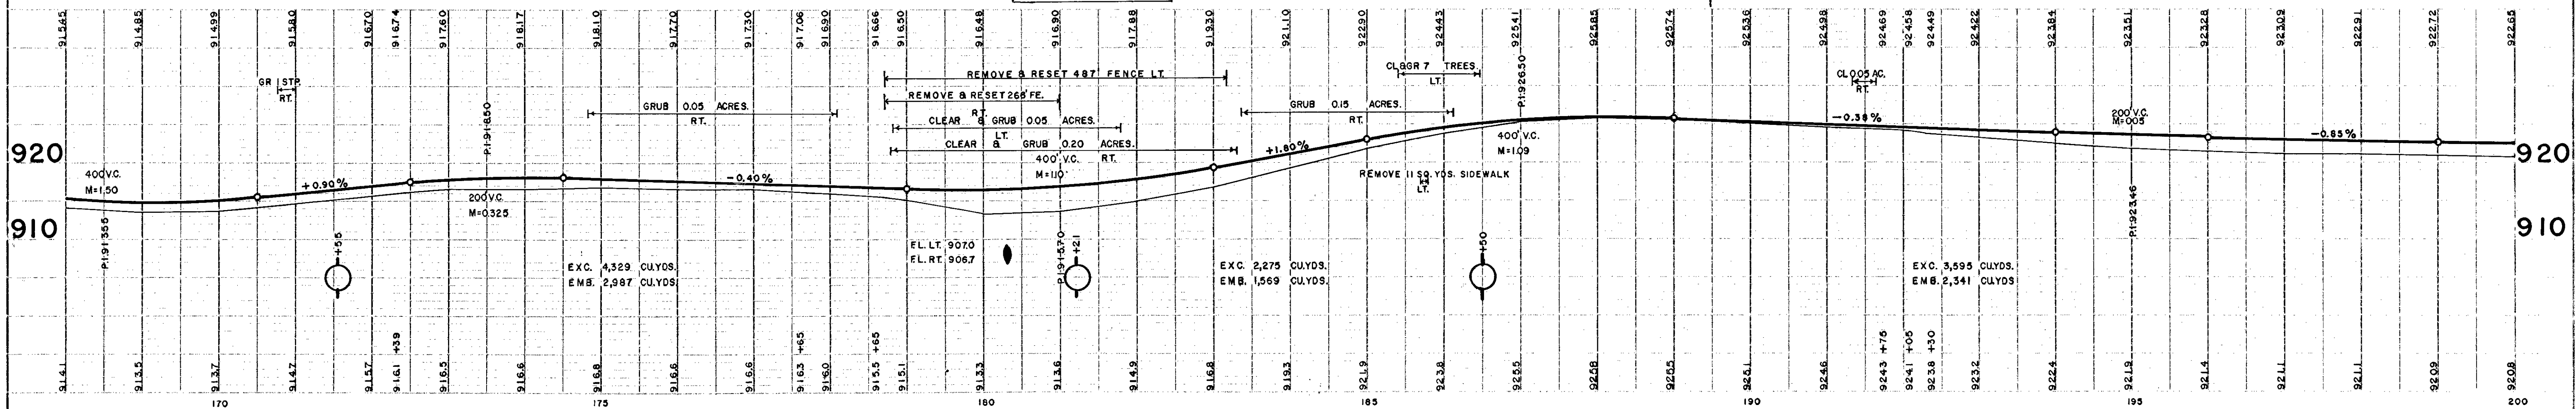 915.45 914.85 914.99 915.80 916.70 916.74 917.60 918.17 918.10 917.70 917.30 917.06 916.90 916.66 916.50 916.48 916.90 917.88 919.30 921.10 922.90 924.43 925.41 925.85 925.74 925.36 924.98 924.69 924.58 924.49 924.22 923.84 923.51 923.28 923.09 922.91 922.72 922.65
GR 1 STP.
RT.
REMOVE & RESET 487' FENCE LT.
REMOVE & RESET 266' FE.
RT.
GRUB 0.05 ACRES.
RT.
CLEAR & GRUB 0.05 ACRES.
LT.
CLEAR & GRUB 0.20 ACRES.
RT.
CL&GR 7 TREES.
LT.
GRUB 0.15 ACRES.
RT.
CL 0.05 AC.
RT.
P.I. 918.50
P.I. 926.50
920
920
400' V.C.
M=1.50
+0.90%
200' V.C.
M=0.325
-0.40%
400' V.C.
M=1.10
+1.80%
REMOVE 11 SQ. YDS. SIDEWALK
LT.
400' V.C.
M=1.09
-0.38%
200' V.C.
M=.005
-0.85%
910
910
P.I. 913.55
+55
EXC. 4,329 CU.YDS.
EMB. 2,987 CU.YDS.
EL. LT. 907.0
EL. RT. 906.7
P.I. 915.70
+21
EXC. 2,275 CU.YDS.
EMB. 1,569 CU.YDS.
+50
EXC. 3,595 CU.YDS.
EMB. 2,341 CU.YDS
P.I. 923.46
914.1 913.5 913.7 914.7 915.7 916.1 +39 916.5 916.6 916.8 916.6 916.6 916.3 +65 916.0 915.5 +65 915.1 913.3 913.6 914.9 916.8 919.3 921.9 923.8 925.5 925.8 925.5 925.1 924.6 924.3 +75 924.1 +05 923.8 +30 923.2 922.4 921.9 921.4 921.1 921.1 920.9 920.8
170 175 180 185 190 195 200